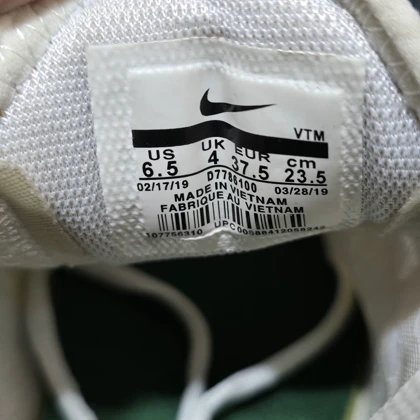 VTM
US UK EUR cm
6.5 4 37.5 23.5
02/17/19 03/28/19
MADE IN VIETNAM
FABRIQUE AU VIETNAM